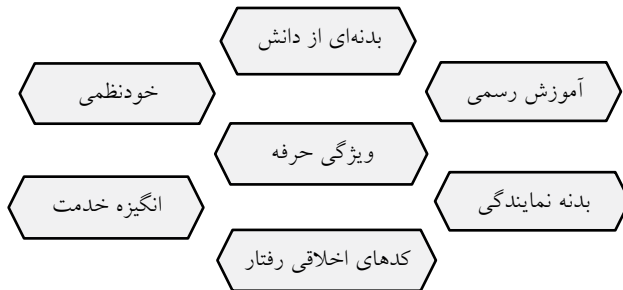 بدنه‌ای از دانش
آموزش رسمی
خودنظمی
ویژگی حرفه
بدنه نمایندگی
انگیزه خدمت
کدهای اخلاقی رفتار